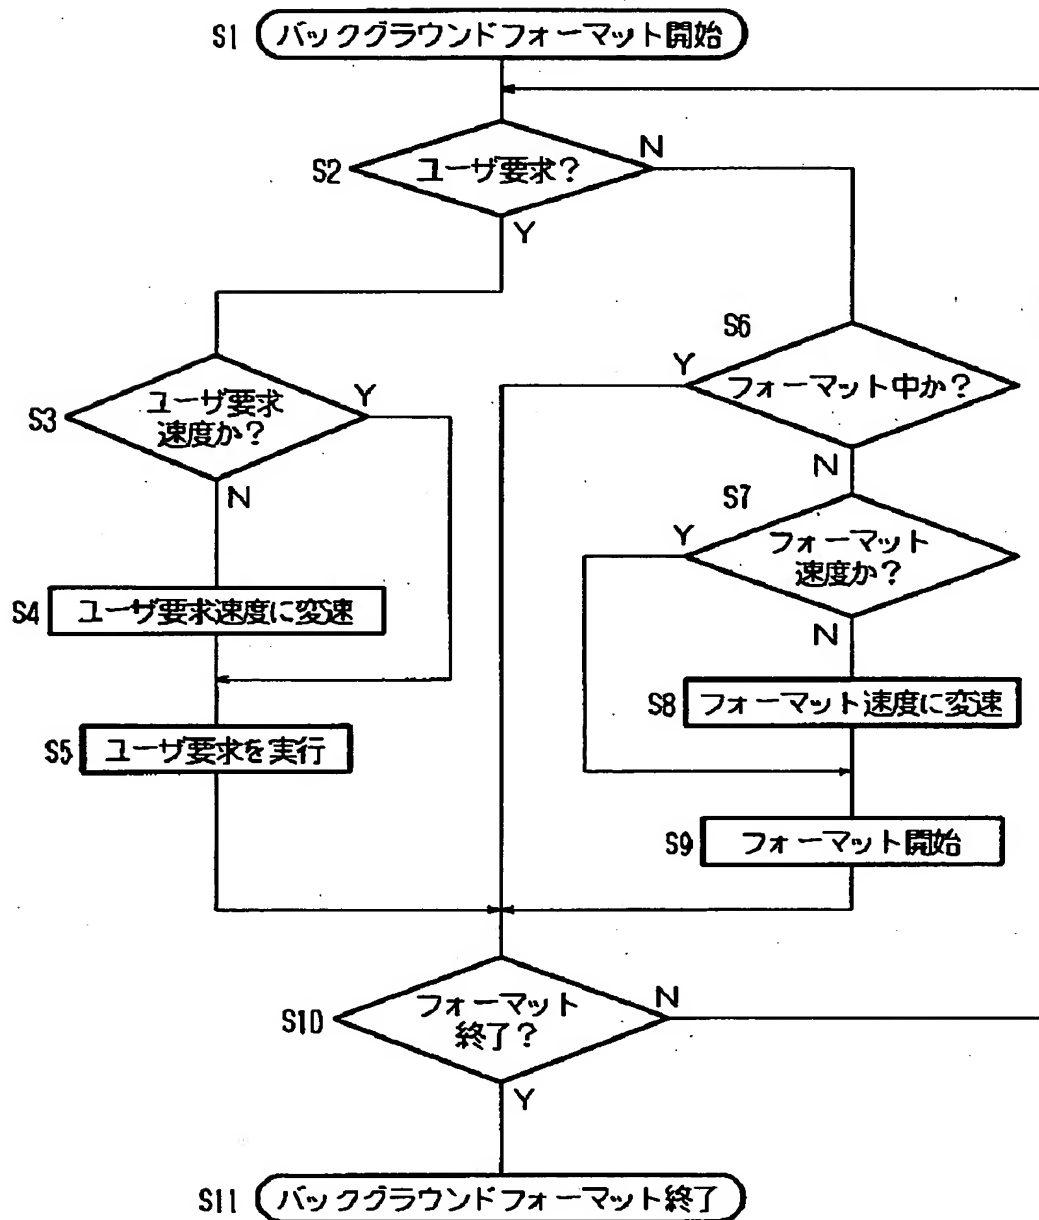 S1 バックグラウンドフォーマット開始
S2 ユーザ要求?
N
Y
S3 ユーザ要求
速度か?
Y
N
S4 ユーザ要求速度に変速
S5 ユーザ要求を実行
S6
フォーマット中か?
Y
N
S7
フォーマット
速度か?
Y
N
S8 フォーマット速度に変速
S9 フォーマット開始
S10 フォーマット
終了?
N
Y
S11 バックグラウンドフォーマット終了